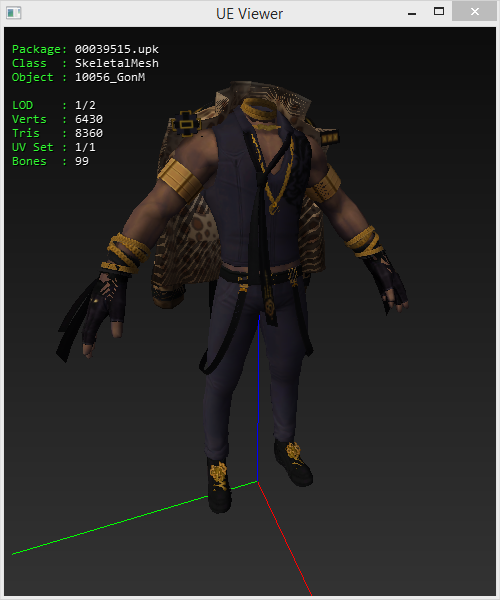 UE Viewer
Package: 00039515.upk
Class : SkeletalMesh
Object : 10056_GonM
LOD : 1/2
Verts : 6430
Tris : 8360
UV Set : 1/1
Bones : 99